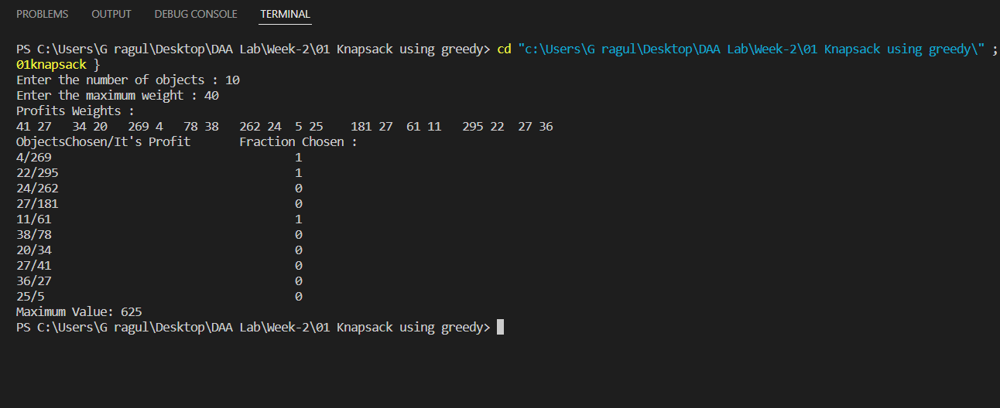 PROBLEMS OUTPUT DEBUG CONSOLE TERMINAL
PS C:\Users\G ragul\Desktop\DAA Lab\Week-2\01 Knapsack using greedy> cd "c:\Users\G ragul\Desktop\DAA Lab\Week-2\01 Knapsack using greedy\" ;
01knapsack }
Enter the number of objects : 10
Enter the maximum weight : 40
Profits Weights :
41 27 34 20 269 4 78 38 262 24 5 25 181 27 61 11 295 22 27 36
ObjectsChosen/It's Profit Fraction Chosen :
4/269 1
22/295 1
24/262 0
27/181 0
11/61 1
38/78 0
20/34 0
27/41 0
36/27 0
25/5 0
Maximum Value: 625
PS C:\Users\G ragul\Desktop\DAA Lab\Week-2\01 Knapsack using greedy>